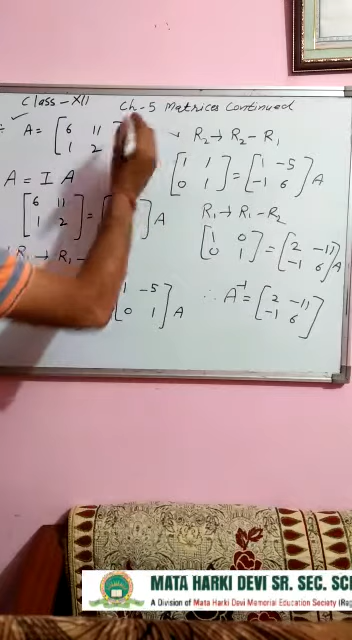 Class - XII Ch-5 Matrices Continued
A = [ 6 11
1 2
A = I A
[ 6 11
1 2 ] = [ ] A
R₁ → R₁ -
1 -5
0 1 ] A
R₂ → R₂ - R₁
[ 1 1
0 1 ] = [ 1 -5
-1 6 ] A
R₁ → R₁ - R₂
[ 1 0
0 1 ] = [ 2 -11
-1 6 ] A
∴ A⁻¹ = [ 2 -11
-1 6 ]
MATA HARKI DEVI SR. SEC. SC
A Division of Mata Harki Devi Memorial Education Society (Reg